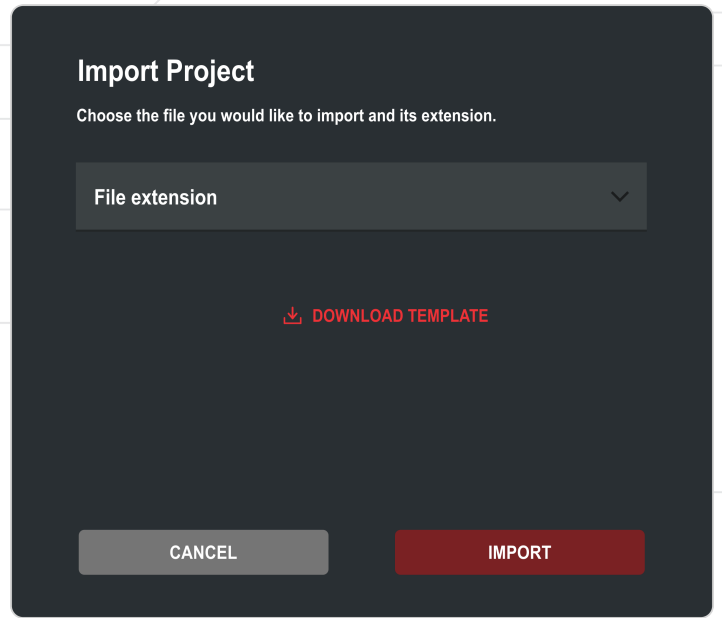 Import Project
Choose the file you would like to import and its extension.
File extension
DOWNLOAD TEMPLATE
CANCEL
IMPORT